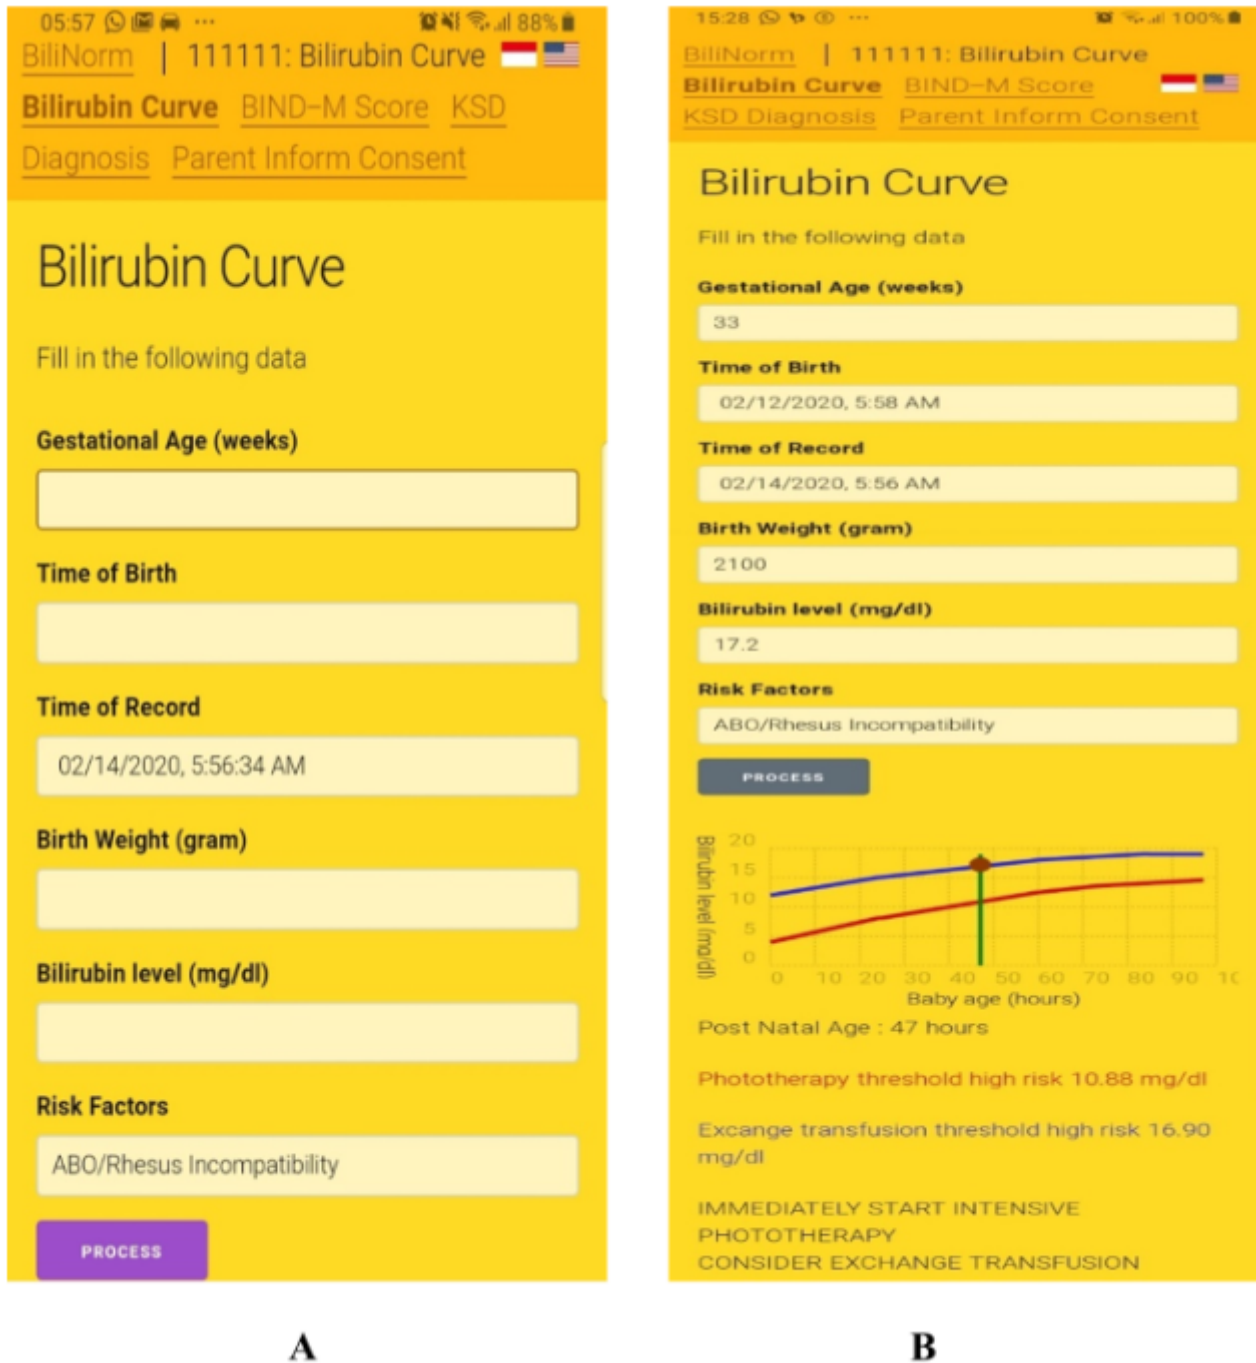 05:57 ... 88%
BiliNorm | 111111: Bilirubin Curve
Bilirubin Curve BIND-M Score KSD
Diagnosis Parent Inform Consent
Bilirubin Curve
Fill in the following data
Gestational Age (weeks)
Time of Birth
Time of Record
02/14/2020, 5:56:34 AM
Birth Weight (gram)
Bilirubin level (mg/dl)
Risk Factors
ABO/Rhesus Incompatibility
PROCESS
A
15:28 ... 100%
BiliNorm | 111111: Bilirubin Curve
Bilirubin Curve BIND-M Score
KSD Diagnosis Parent Inform Consent
Bilirubin Curve
Fill in the following data
Gestational Age (weeks)
33
Time of Birth
02/12/2020, 5:58 AM
Time of Record
02/14/2020, 5:56 AM
Birth Weight (gram)
2100
Bilirubin level (mg/dl)
17.2
Risk Factors
ABO/Rhesus Incompatibility
PROCESS
Bilirubin level (mg/dl)
20
15
10
5
0
0 10 20 30 40 50 60 70 80 90 10
Baby age (hours)
Post Natal Age : 47 hours
Phototherapy threshold high risk 10.88 mg/dl
Excange transfusion threshold high risk 16.90
mg/dl
IMMEDIATELY START INTENSIVE
PHOTOTHERAPY
CONSIDER EXCHANGE TRANSFUSION
B